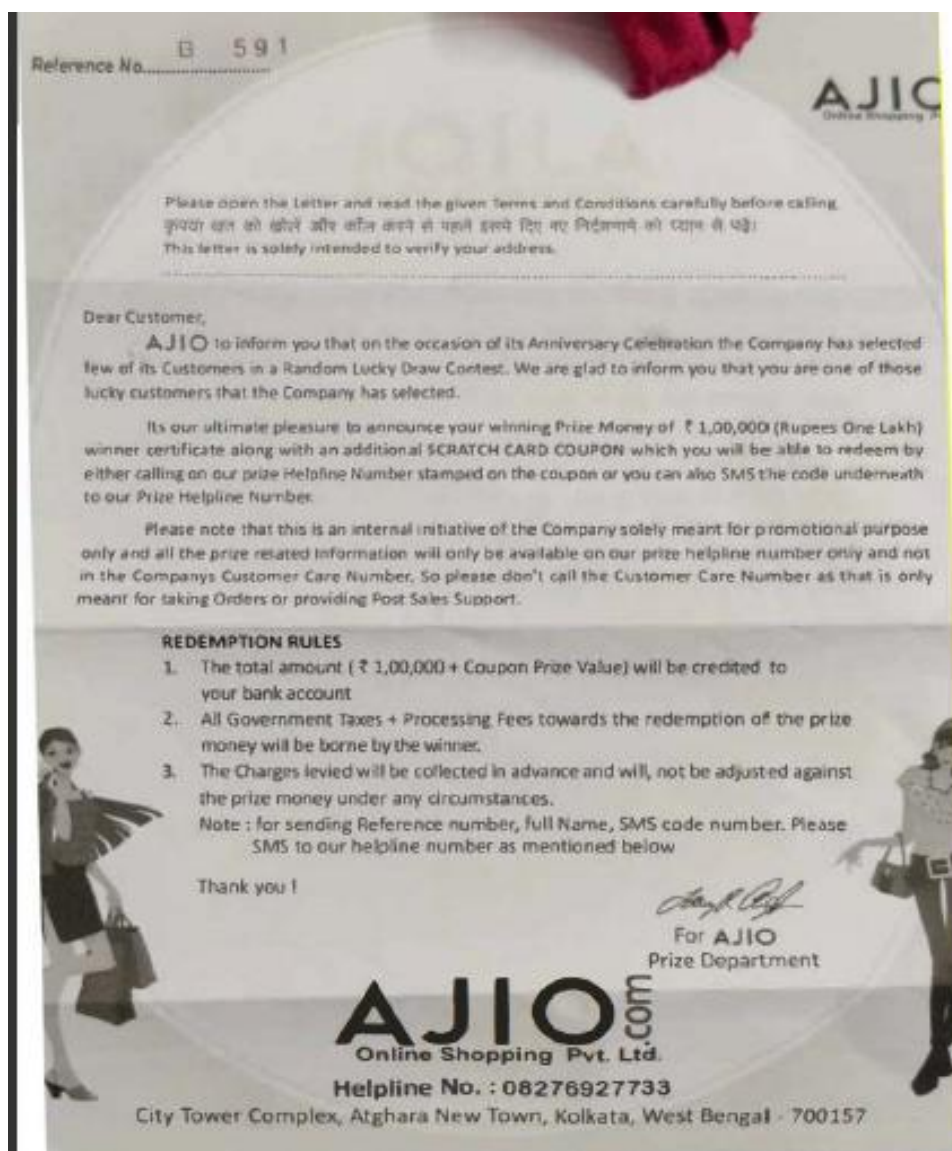 Reference No. B 591
AJIO
Online Shopping
Please open the Letter and read the given Terms and Conditions carefully before calling
कृपया खत को खोलें और कॉल करने से पहले इसमे दिए गए को ध्यान से पढ़े।
This letter is solely intended to verify your address.
Dear Customer,
AJIO to inform you that on the occasion of its Anniversary Celebration the Company has selected
few of its Customers in a Random Lucky Draw Contest. We are glad to inform you that you are one of those
lucky customers that the Company has selected.
Its our ultimate pleasure to announce your winning Prize Money of ₹ 1,00,000 (Rupees One Lakh)
winner certificate along with an additional SCRATCH CARD COUPON which you will be able to redeem by
either calling on our prize Helpline Number stamped on the coupon or you can also SMS the code underneath
to our Prize Helpline Number.
Please note that this is an internal initiative of the Company solely meant for promotional purpose
only and all the prize related Information will only be available on our prize helpline number only and not
in the Companys Customer Care Number. So please don't call the Customer Care Number as that is only
meant for taking Orders or providing Post Sales Support.
REDEMPTION RULES
1. The total amount ( ₹ 1,00,000 + Coupon Prize Value) will be credited to
your bank account
2. All Government Taxes + Processing Fees towards the redemption of the prize
money will be borne by the winner.
3. The Charges levied will be collected in advance and will, not be adjusted against
the prize money under any circumstances.
Note : for sending Reference number, full Name, SMS code number. Please
SMS to our helpline number as mentioned below
Thank you !
For AJIO
Prize Department
AJIO.com
Online Shopping Pvt. Ltd.
Helpline No. : 08276927733
City Tower Complex, Atghara New Town, Kolkata, West Bengal - 700157